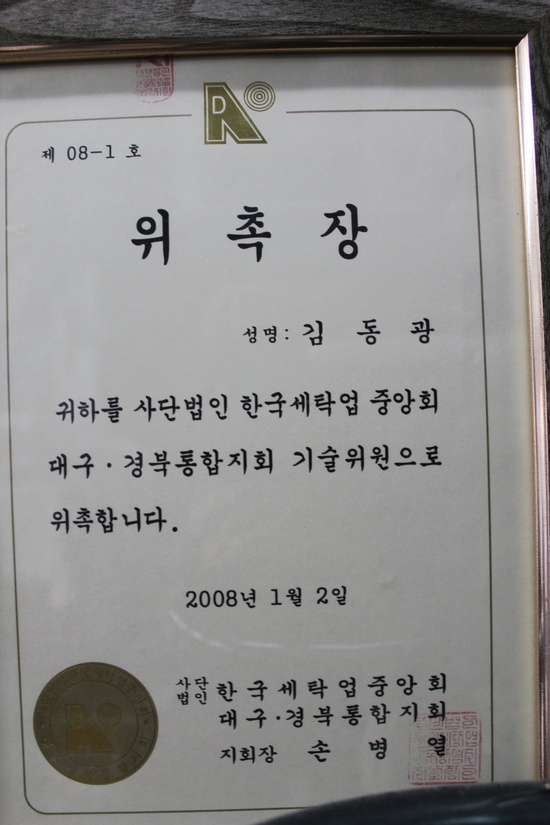 제 08-1 호
위 촉 장
성명: 김 동 광
귀하를 사단법인 한국세탁업 중앙회
대구·경북통합지회 기술위원으로
위촉합니다.
2008년 1월 2일
사단법인 한국세탁업중앙회
대구·경북통합지회
지회장 손 병 열